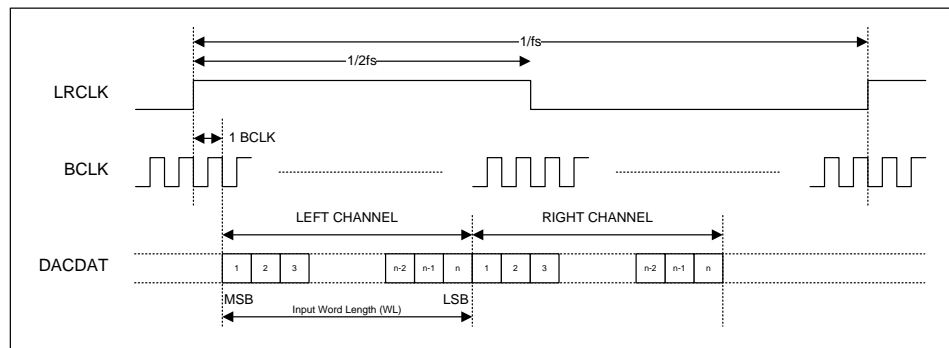 1/fs
1/2fs
LRCLK
1 BCLK
BCLK
LEFT CHANNEL RIGHT CHANNEL
DACDAT 1 2 3 n-2 n-1 n 1 2 3 n-2 n-1 n
MSB LSB
Input Word Length (WL)